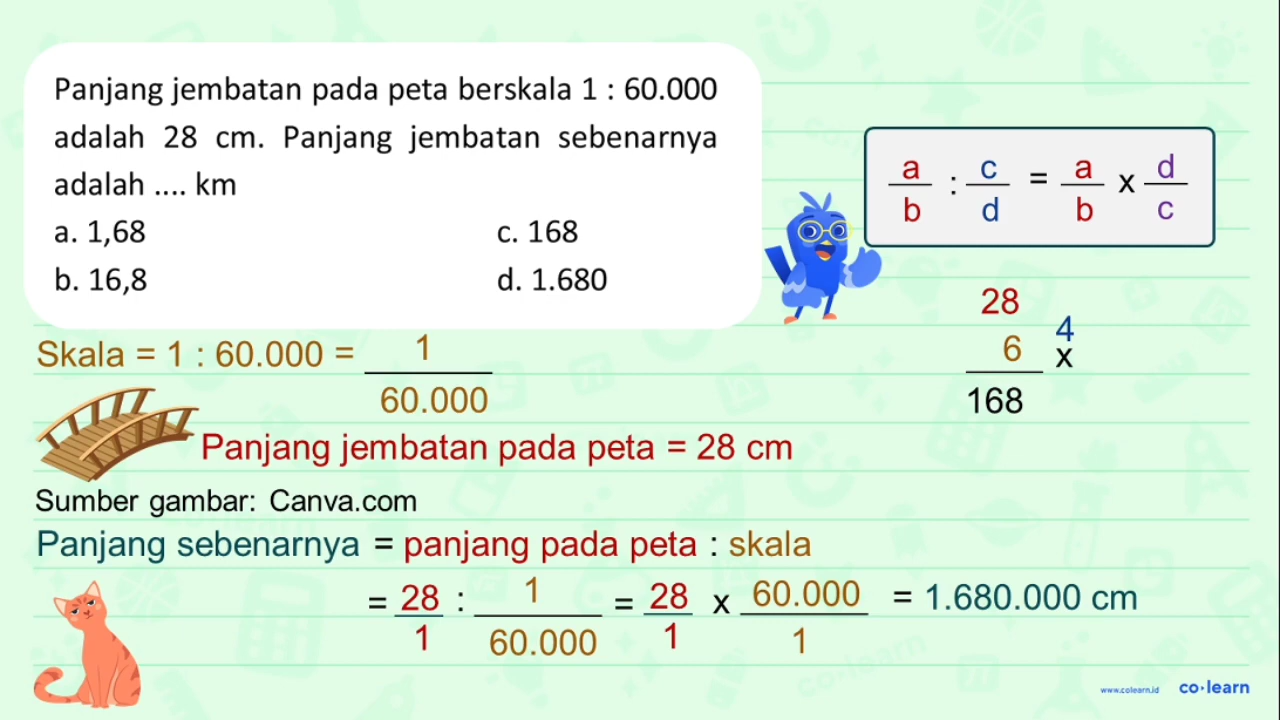 Panjang jembatan pada peta berskala 1 : 60.000
adalah 28 cm. Panjang jembatan sebenarnya
adalah .... km
a. 1,68 c. 168
b. 16,8 d. 1.680
a/b : c/d = a/b x d/c
28
6 x 4
168
Skala = 1 : 60.000 = 1/60.000
Panjang jembatan pada peta = 28 cm
Sumber gambar: Canva.com
Panjang sebenarnya = panjang pada peta : skala
= 28/1 : 1/60.000 = 28/1 x 60.000/1 = 1.680.000 cm
www.colearn.id co·learn